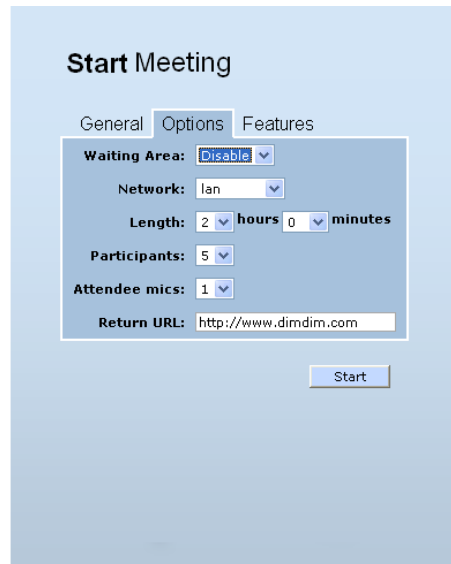 Start Meeting
General Options Features
Waiting Area: Disable
Network: lan
Length: 2 hours 0 minutes
Participants: 5
Attendee mics: 1
Return URL: http://www.dimdim.com
Start